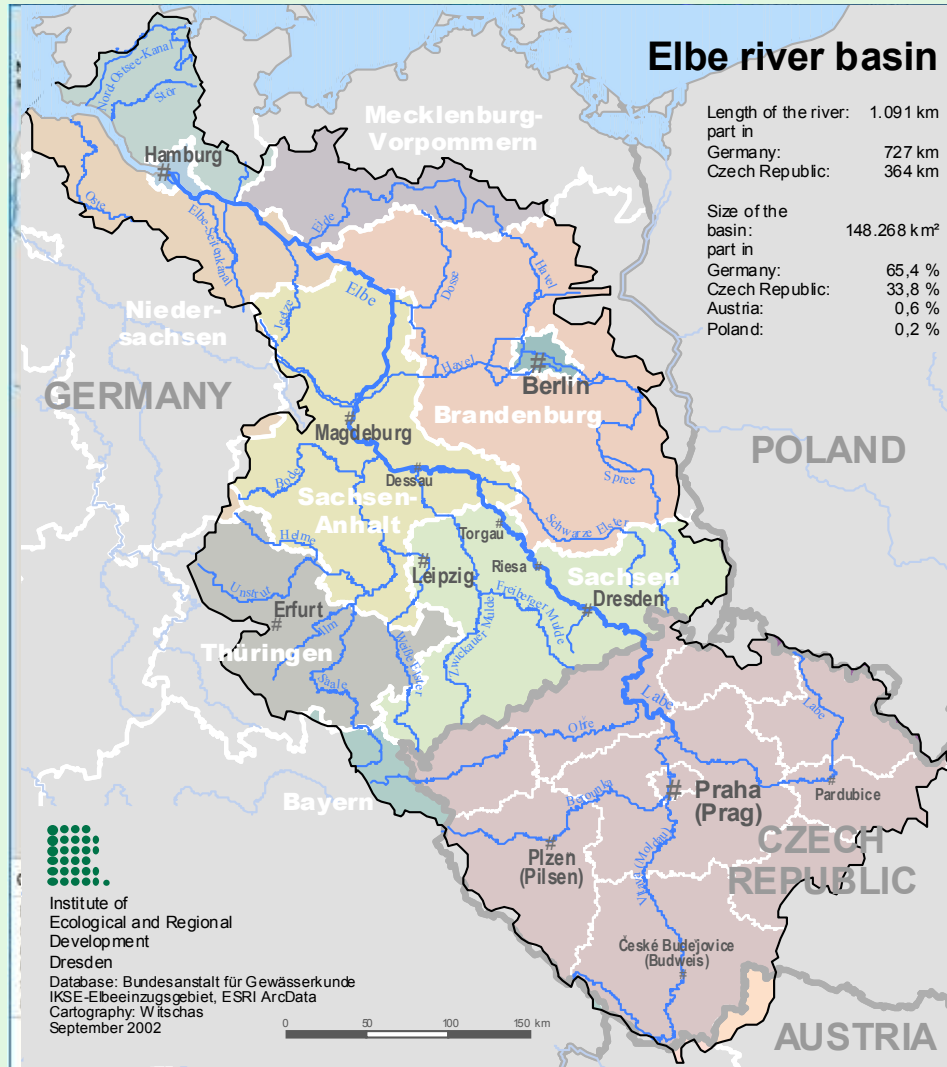 Elbe river basin
Length of the river: 1.091 km
part in
Germany: 727 km
Czech Republic: 364 km
Size of the
basin: 148.268 km²
part in
Germany: 65,4 %
Czech Republic: 33,8 %
Austria: 0,6 %
Poland: 0,2 %
Nord-Ostsee-Kanal
Stör
Mecklenburg-
Vorpommern
Hamburg
#
Oste
Elbe-Seitenkanal
Elde
Elbe
Jeetze
Dosse
Havel
Nieder-
sachsen
GERMANY
Havel
#
Berlin
Brandenburg
POLAND
#
Magdeburg
#
Dessau
Bode
Sachsen-
Anhalt
Spree
Schwarze Elster
#
Torgau
Helme
#
Leipzig
Riesa #
Sachsen
#
Dresden
Freiberger Mulde
Zwickauer Mulde
Weiße Elster
Unstrut
Erfurt
#
Ilm
Thüringen
Saale
Labe
Labe
Ohře
Bayern
#
Praha
(Prag)
#
Pardubice
Berounka
#
Plzen
(Pilsen)
Vltava (Moldau)
CZECH
REPUBLIC
České Budějovice
(Budweis)
#
AUSTRIA
Institute of
Ecological and Regional
Development
Dresden
Database: Bundesanstalt für Gewässerkunde
IKSE-Elbeeinzugsgebiet, ESRI ArcData
Cartography: Witschas
September 2002
0 50 100 150 km